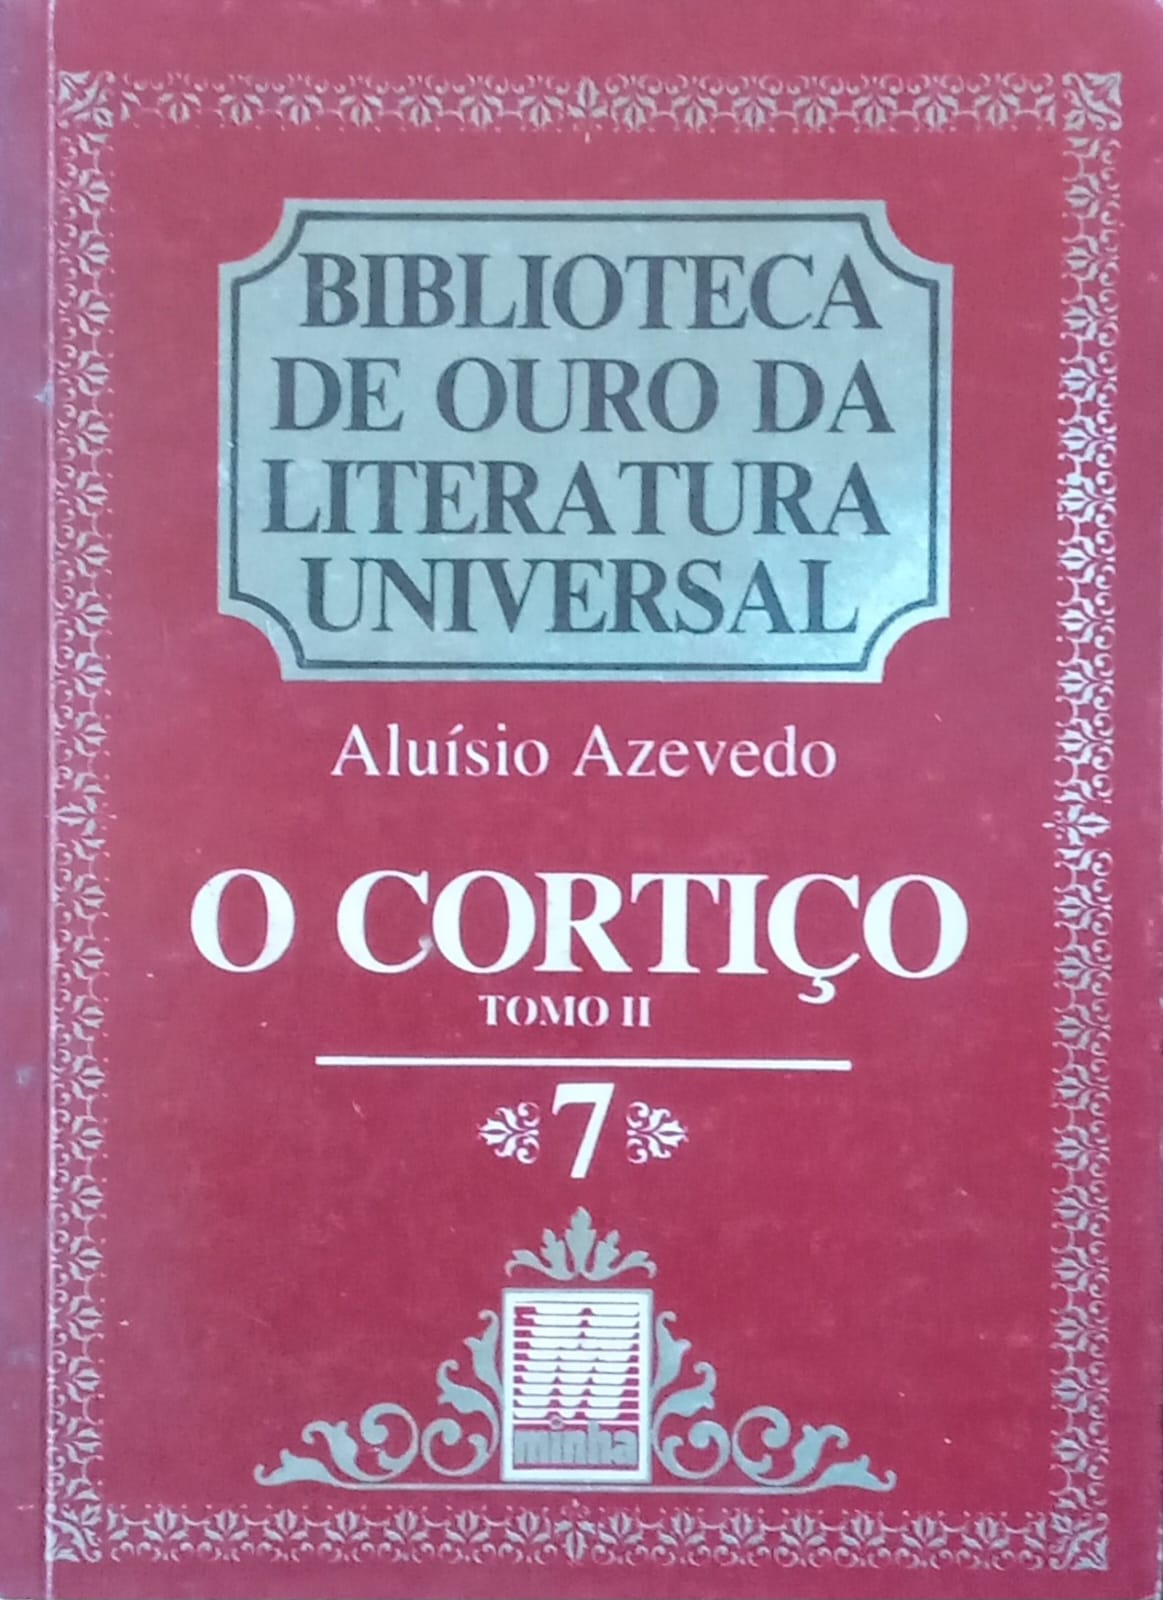 BIBLIOTECA
DE OURO DA
LITERATURA
UNIVERSAL
Aluísio Azevedo
O CORTIÇO
TOMO II
7
minha